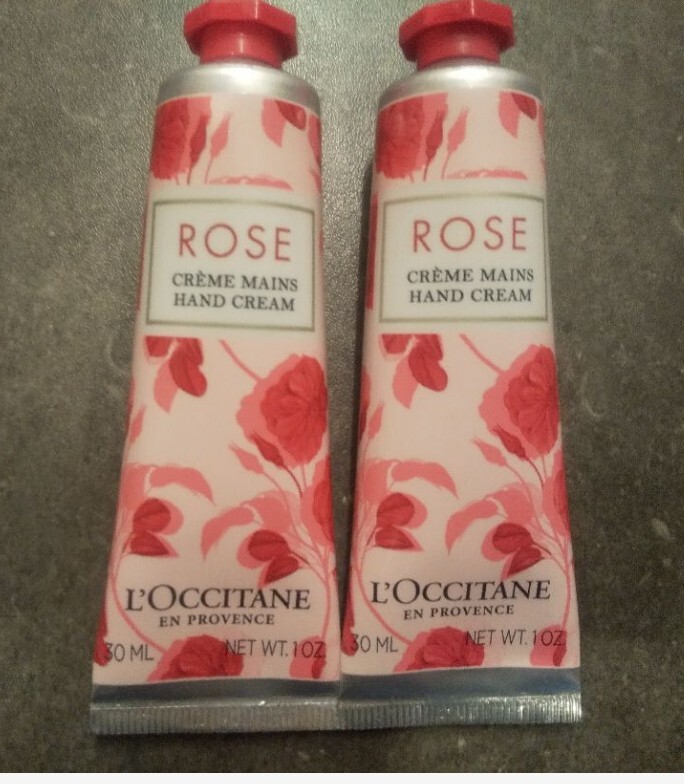 ROSE
CRÈME MAINS
HAND CREAM
L'OCCITANE
EN PROVENCE
30 ML
NET WT. 1 OZ.
ROSE
CRÈME MAINS
HAND CREAM
L'OCCITANE
EN PROVENCE
30 ML
NET WT. 1 OZ.